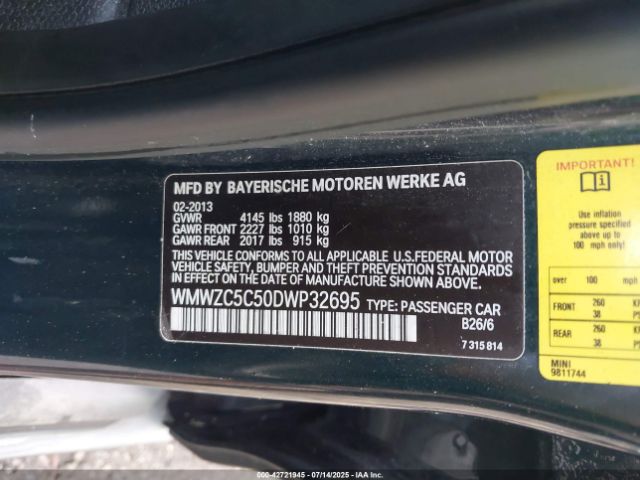 MFD BY BAYERISCHE MOTOREN WERKE AG
02-2013
GVWR 4145 lbs 1880 kg
GAWR FRONT 2227 lbs 1010 kg
GAWR REAR 2017 lbs 915 kg
THIS VEHICLE CONFORMS TO ALL APPLICABLE U.S.FEDERAL MOTOR
VEHICLE SAFETY, BUMPER, AND THEFT PREVENTION STANDARDS
IN EFFECT ON THE DATE OF MANUFACTURE SHOWN ABOVE.
WMWZC5C50DWP32695 TYPE: PASSENGER CAR
B26/6
7 315 814
IMPORTANT!
Use inflation
pressure
(speeds up to
100 mph only!)
over 100 mph
FRONT 260
38
REAR 260
38
MINI
9811744
000-42721945 - 07/14/2025 - IAAI.COM